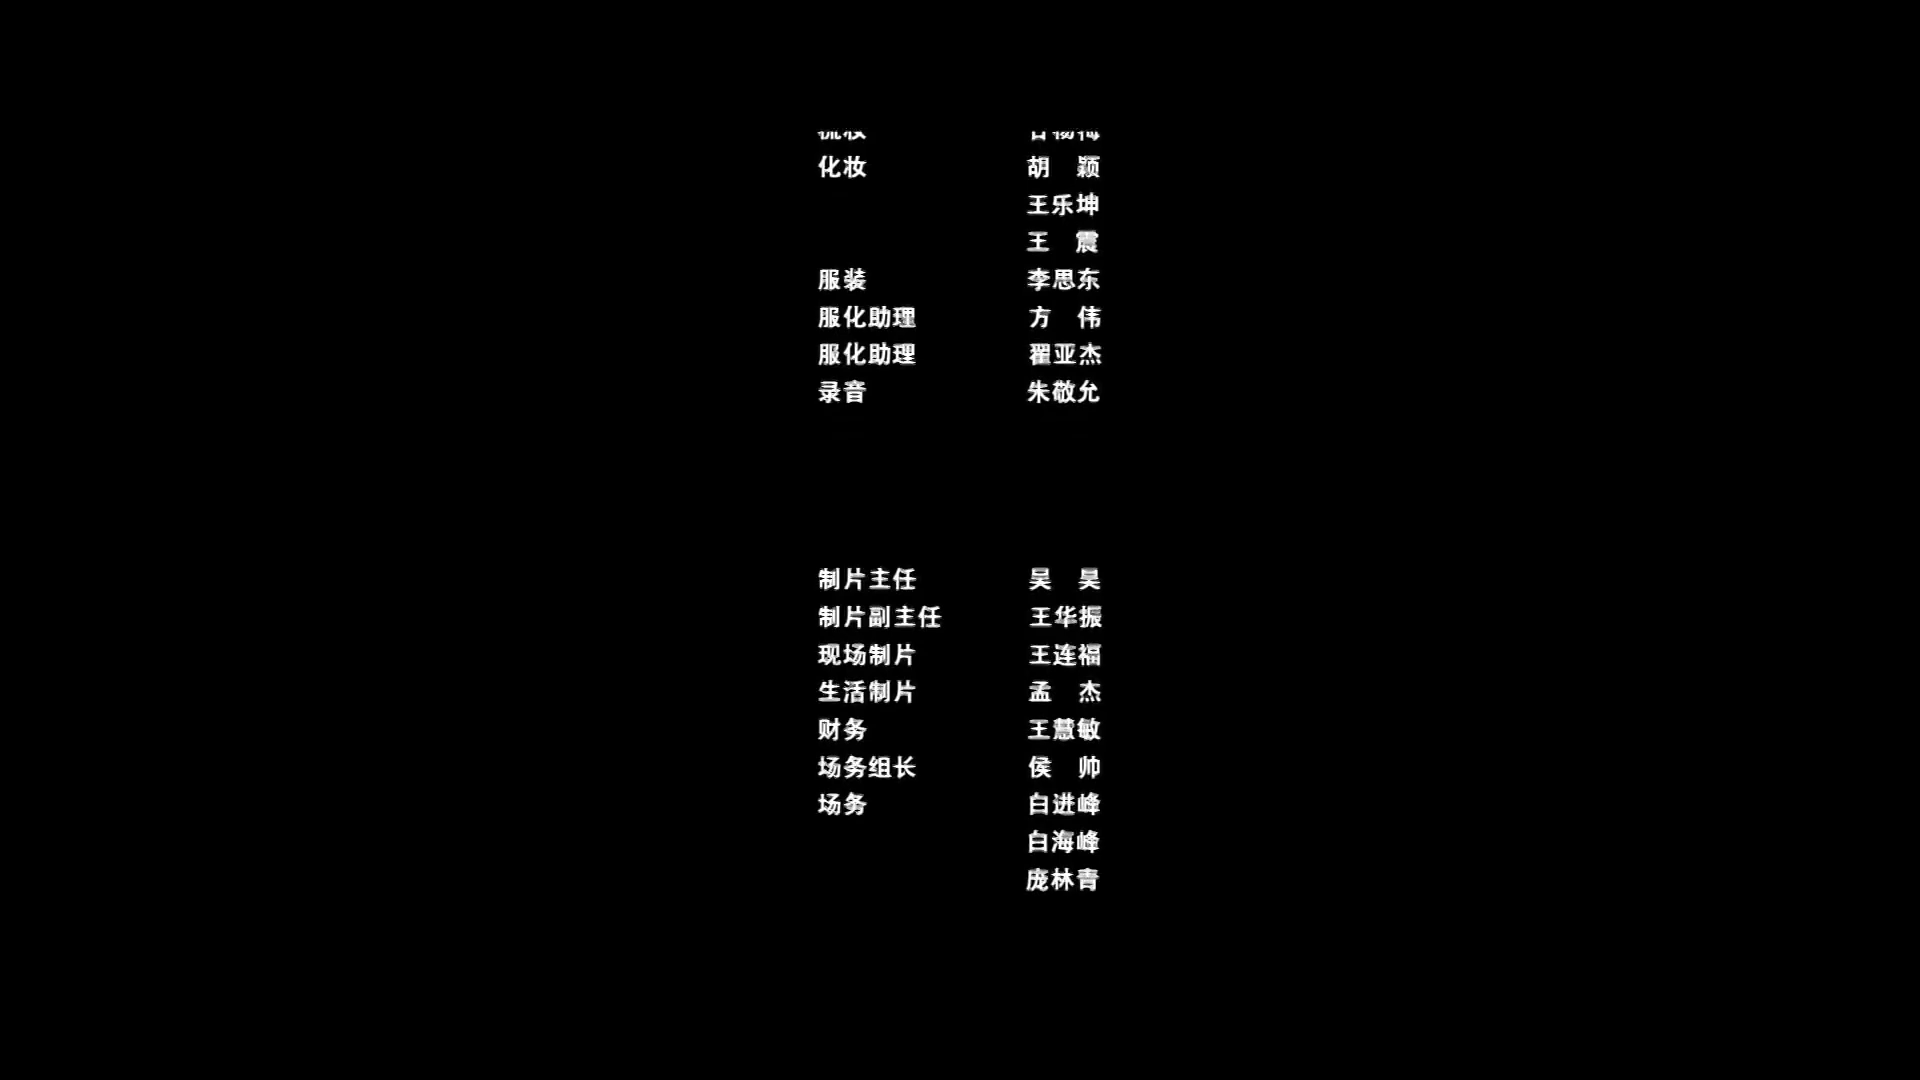 化妆 胡 颖
王乐坤
王 震
服装 李思东
服化助理 方 伟
服化助理 翟亚杰
录音 朱敬允
制片主任 吴 昊
制片副主任 王华振
现场制片 王连福
生活制片 孟 杰
财务 王慧敏
场务组长 侯 帅
场务 白进峰
白海峰
庞林青